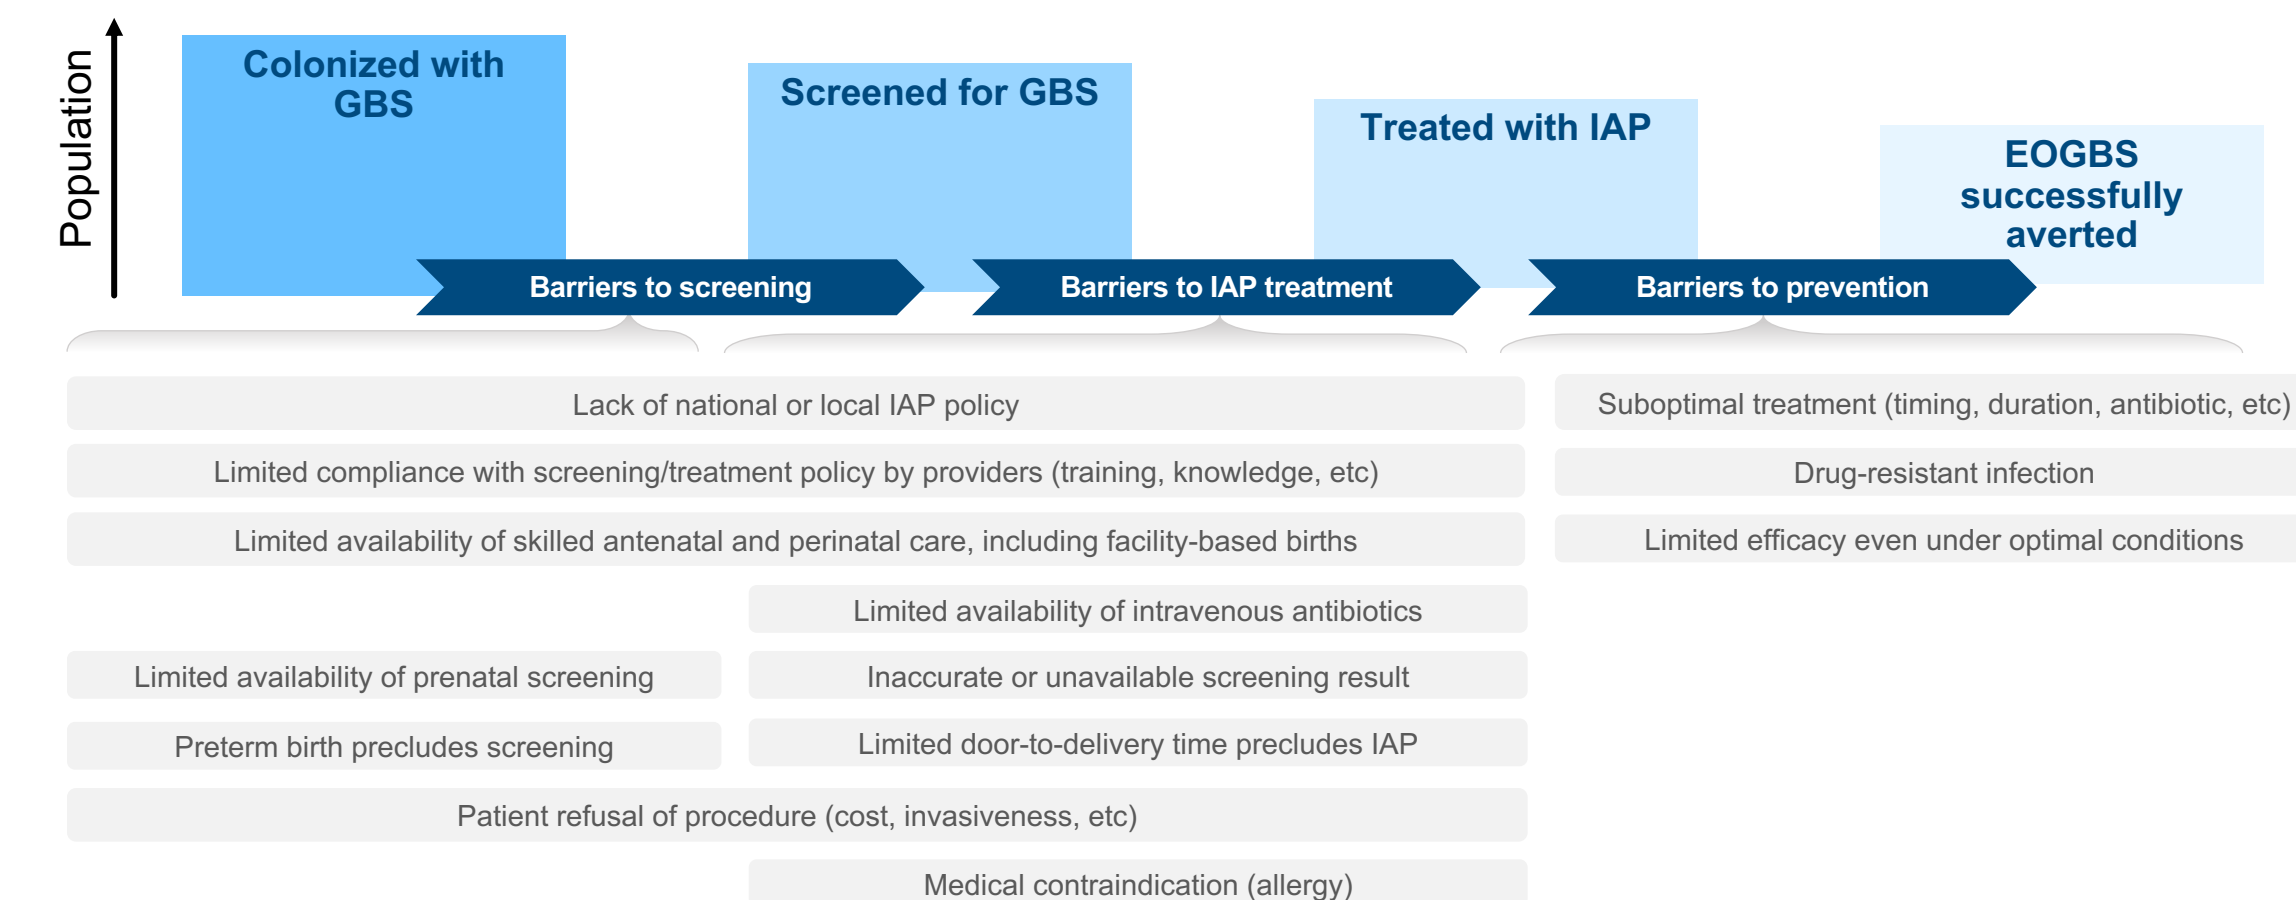 Population
Colonized with
GBS
Screened for GBS
Treated with IAP
EOGBS
successfully
averted
Barriers to screening
Barriers to IAP treatment
Barriers to prevention
Lack of national or local IAP policy
Suboptimal treatment (timing, duration, antibiotic, etc)
Limited compliance with screening/treatment policy by providers (training, knowledge, etc)
Drug-resistant infection
Limited availability of skilled antenatal and perinatal care, including facility-based births
Limited efficacy even under optimal conditions
Limited availability of intravenous antibiotics
Limited availability of prenatal screening
Inaccurate or unavailable screening result
Preterm birth precludes screening
Limited door-to-delivery time precludes IAP
Patient refusal of procedure (cost, invasiveness, etc)
Medical contraindication (allergy)